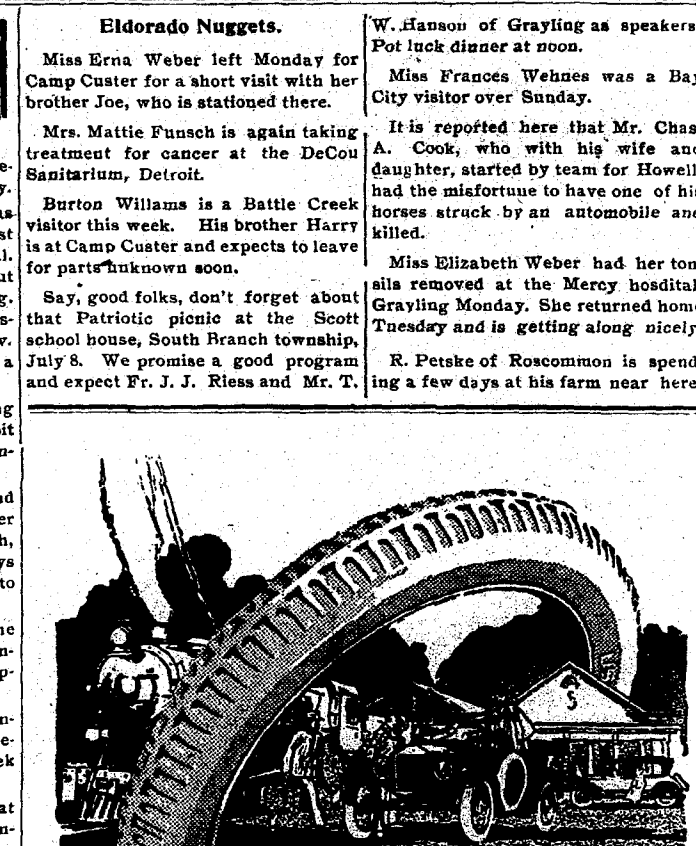 Eldorado Nuggets.
Miss Erna Weber left Monday for
Camp Custer for a short visit with her
brother Joe, who is stationed there.
Mrs. Mattie Funsch is again taking
treatment for cancer at the DeCou
Sanitarium, Detroit.
Burton Willams is a Battle Creek
visitor this week. His brother Harry
is at Camp Custer and expects to leave
for parts unknown soon.
Say, good folks, don't forget about
that Patriotic picnic at the Scott
school house, South Branch township,
July 8. We promise a good program
and expect Fr. J. J. Riess and Mr. T.
W. Hanson of Grayling as speakers
Pot luck dinner at noon.
Miss Frances Wehnes was a Bay
City visitor over Sunday.
It is reported here that Mr. Chas
A. Cook, who with his wife and
daughter, started by team for Howell
had the misfortune to have one of his
horses struck by an automobile and
killed.
Miss Elizabeth Weber had her ton
sils removed at the Mercy hosdital
Grayling Monday. She returned home
Tuesday and is getting along nicely
R. Petske of Roscommon is spend
ing a few days at his farm near here
S